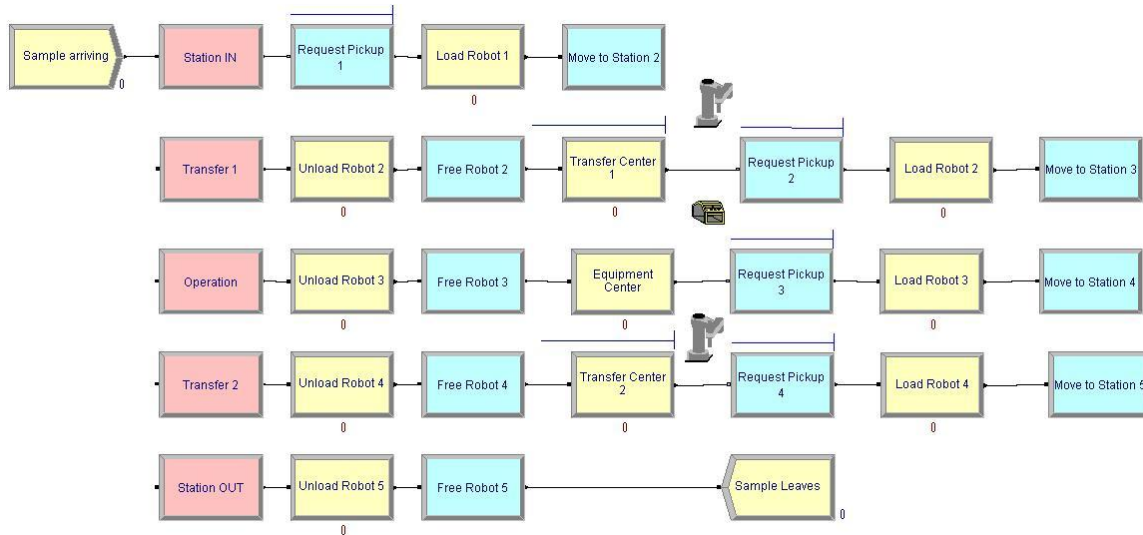 Sample arriving
0
Station IN
Request Pickup
1
Load Robot 1
0
Move to Station 2
Transfer 1
Unload Robot 2
0
Free Robot 2
Transfer Center
1
0
Request Pickup
2
Load Robot 2
0
Move to Station 3
Operation
Unload Robot 3
0
Free Robot 3
Equipment
Center
0
Request Pickup
3
Load Robot 3
0
Move to Station 4
Transfer 2
Unload Robot 4
0
Free Robot 4
Transfer Center
2
0
Request Pickup
4
Load Robot 4
0
Move to Station 5
Station OUT
Unload Robot 5
0
Free Robot 5
Sample Leaves
0